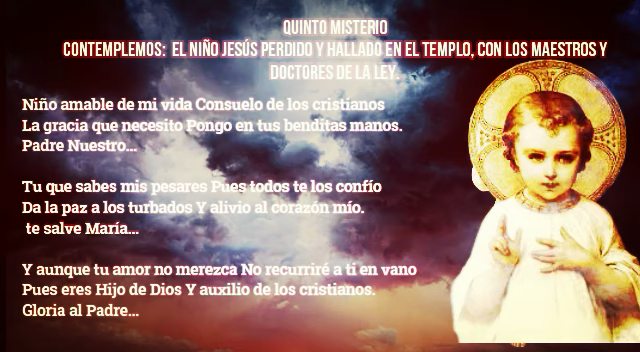 QUINTO MISTERIO
CONTEMPLEMOS: EL NIÑO JESÚS PERDIDO Y HALLADO EN EL TEMPLO, CON LOS MAESTROS Y
DOCTORES DE LA LEY.
Niño amable de mi vida Consuelo de los cristianos
La gracia que necesito Pongo en tus benditas manos.
Padre Nuestro...
Tu que sabes mis pesares Pues todos te los confío
Da la paz a los turbados Y alivio al corazón mío.
te salve María...
Y aunque tu amor no merezca No recurriré a ti en vano
Pues eres Hijo de Dios Y auxilio de los cristianos.
Gloria al Padre...